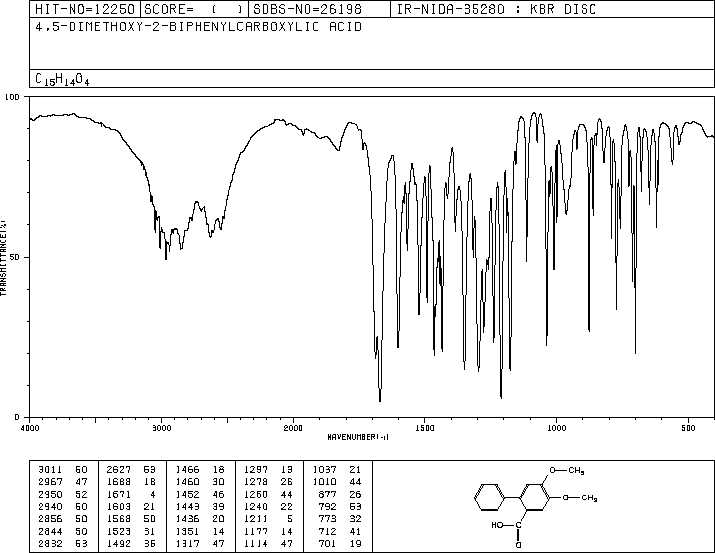 HIT-NO=12250 SCORE= ( ) SDBS-NO=26198 IR-NIDA-35280 : KBR DISC
4,5-DIMETHOXY-2-BIPHENYLCARBOXYLIC ACID
C15H14O4
100
50
0
TRANSMITTANCE(%)
4000 3000 2000 1500 1000 500
WAVENUMBER(-1)
3011 60 2627 59 1466 18 1297 13 1037 21
2967 47 1688 18 1460 30 1278 26 1010 44
2950 52 1671 4 1452 46 1260 44 877 26
2940 50 1603 21 1443 39 1240 22 792 53
2856 50 1568 50 1436 20 1211 5 773 32
2844 50 1523 31 1351 14 1177 14 712 41
2832 53 1492 36 1317 47 1114 47 701 19
O—CH3
O—CH3
HO—C
O